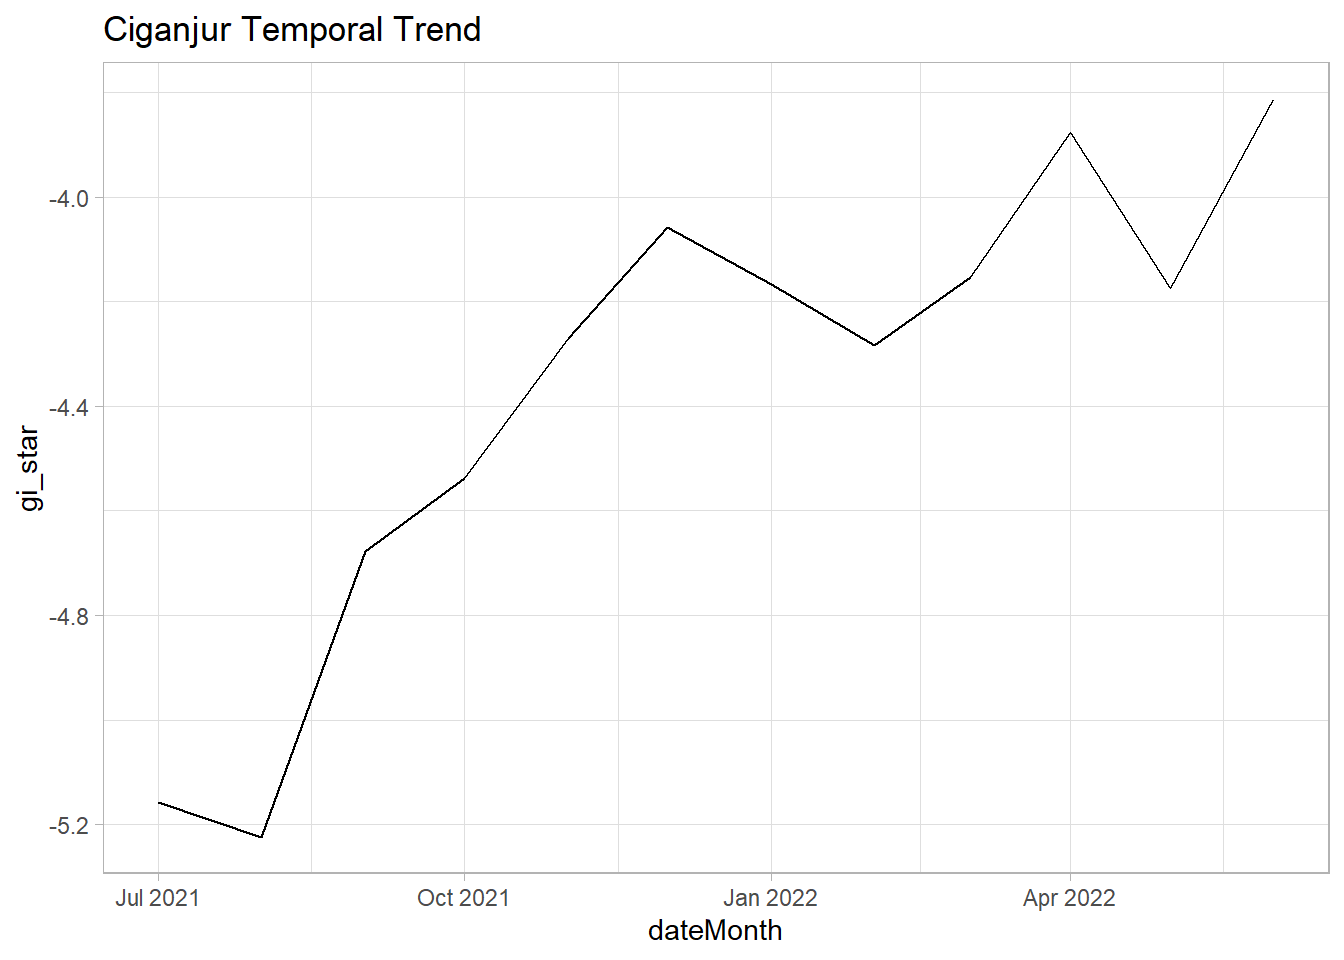 Ciganjur Temporal Trend
-4.0
-4.4
-4.8
-5.2
gi_star
Jul 2021
Oct 2021
Jan 2022
Apr 2022
dateMonth